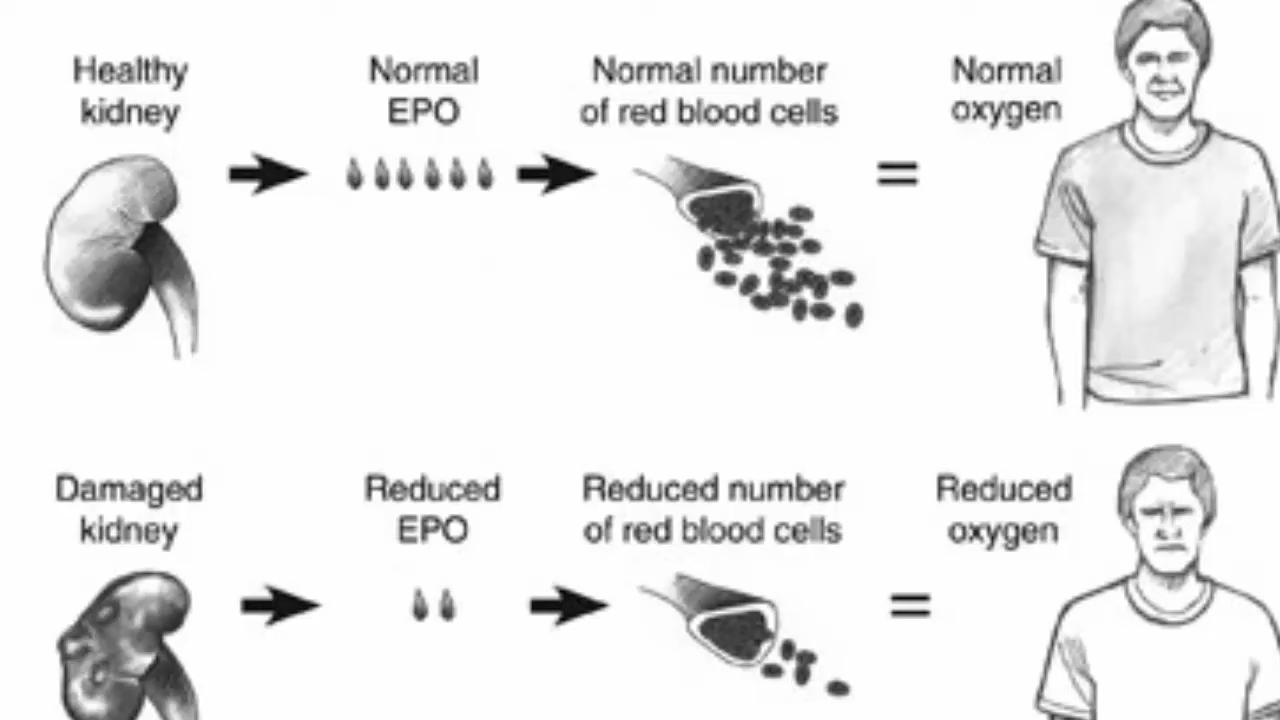 Healthy
kidney
Normal
EPO
Normal number
of red blood cells
Normal
oxygen
=
Damaged
kidney
Reduced
EPO
Reduced number
of red blood cells
Reduced
oxygen
=